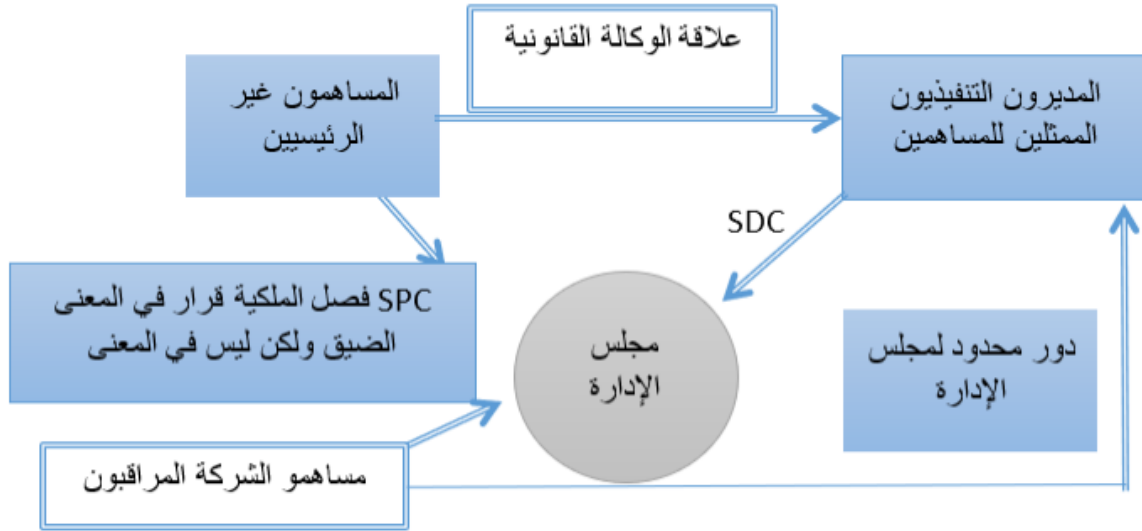 علاقة الوكالة القانونية
المساهمون غير
الرئيسيين
المديرون التنفيذيون
الممثلين للمساهمين
SDC
SPC فصل الملكية قرار في المعنى
الضيق ولكن ليس في المعنى
مجلس
الإدارة
دور محدود لمجلس
الإدارة
مساهمو الشركة المراقبون